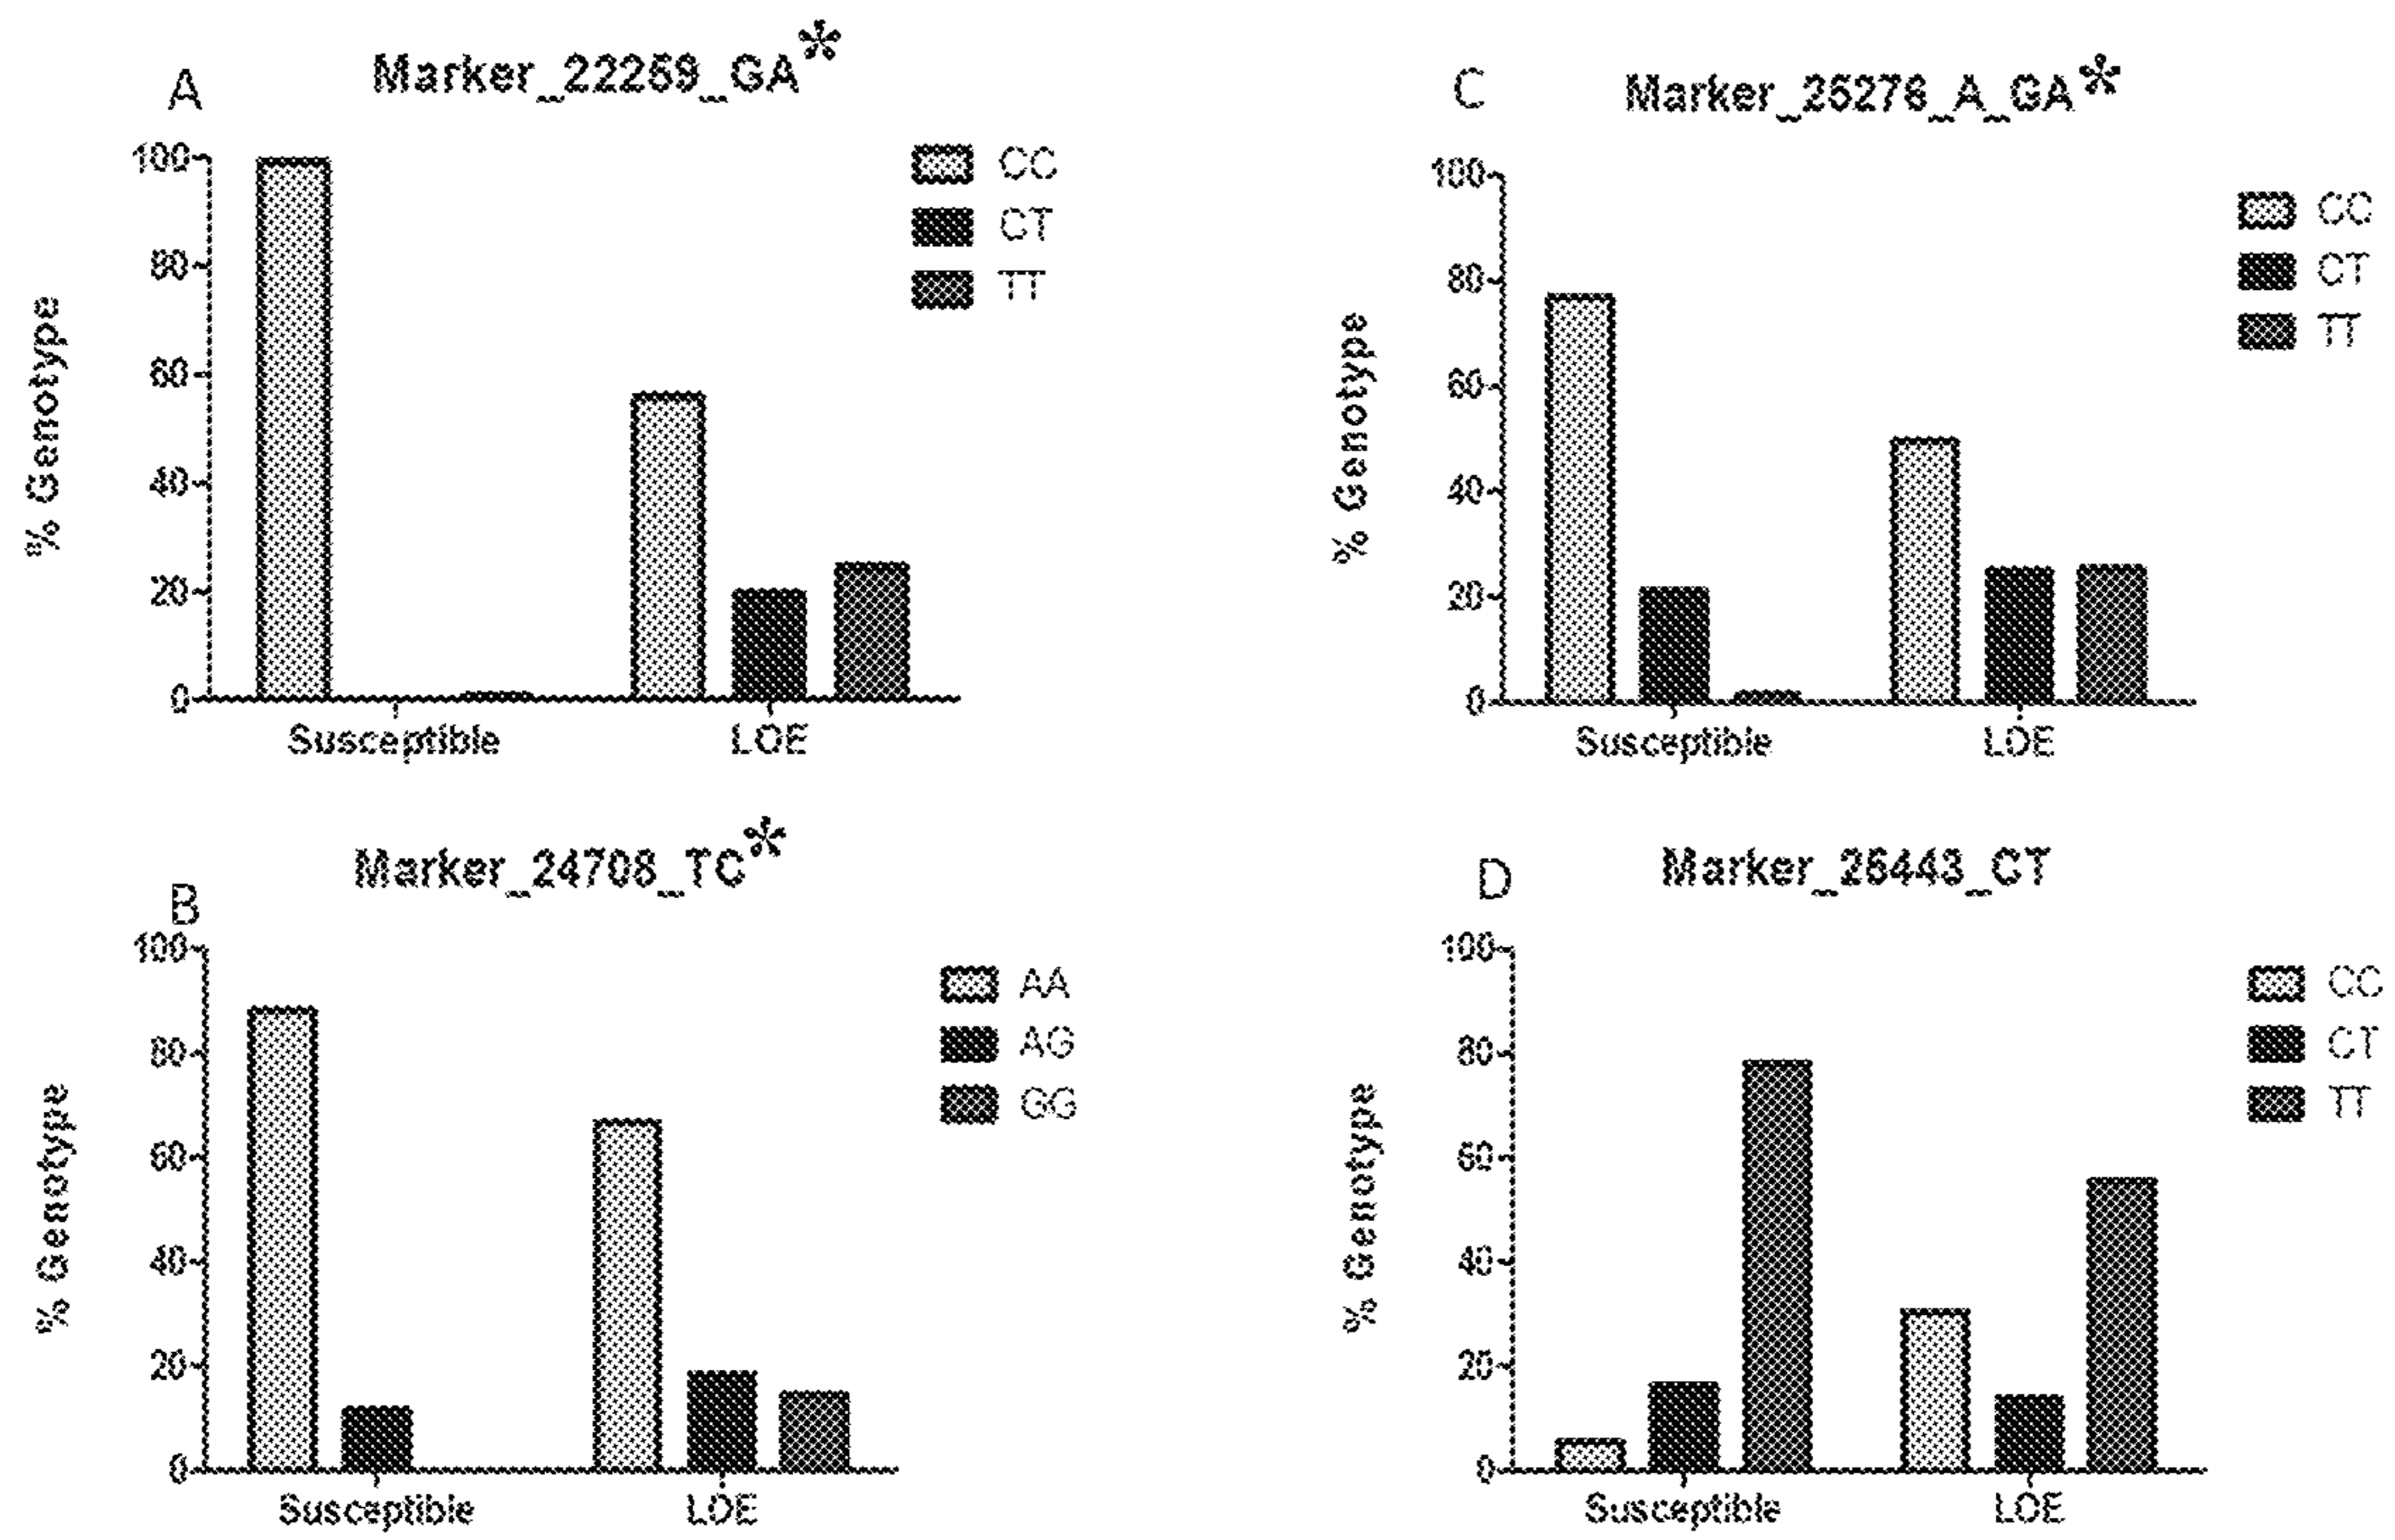 A
Marker_22259_GA*
100
80
60
40
20
0
% Genotype
Susceptible
LOE
CC
CT
TT
B
Marker_24708_TC*
100
80
60
40
20
0
% Genotype
Susceptible
LOE
AA
AG
GG
C
Marker_25276_A_GA*
100
80
60
40
20
0
% Genotype
Susceptible
LOE
CC
CT
TT
D
Marker_25443_CT
100
80
60
40
20
0
% Genotype
Susceptible
LOE
CC
CT
TT